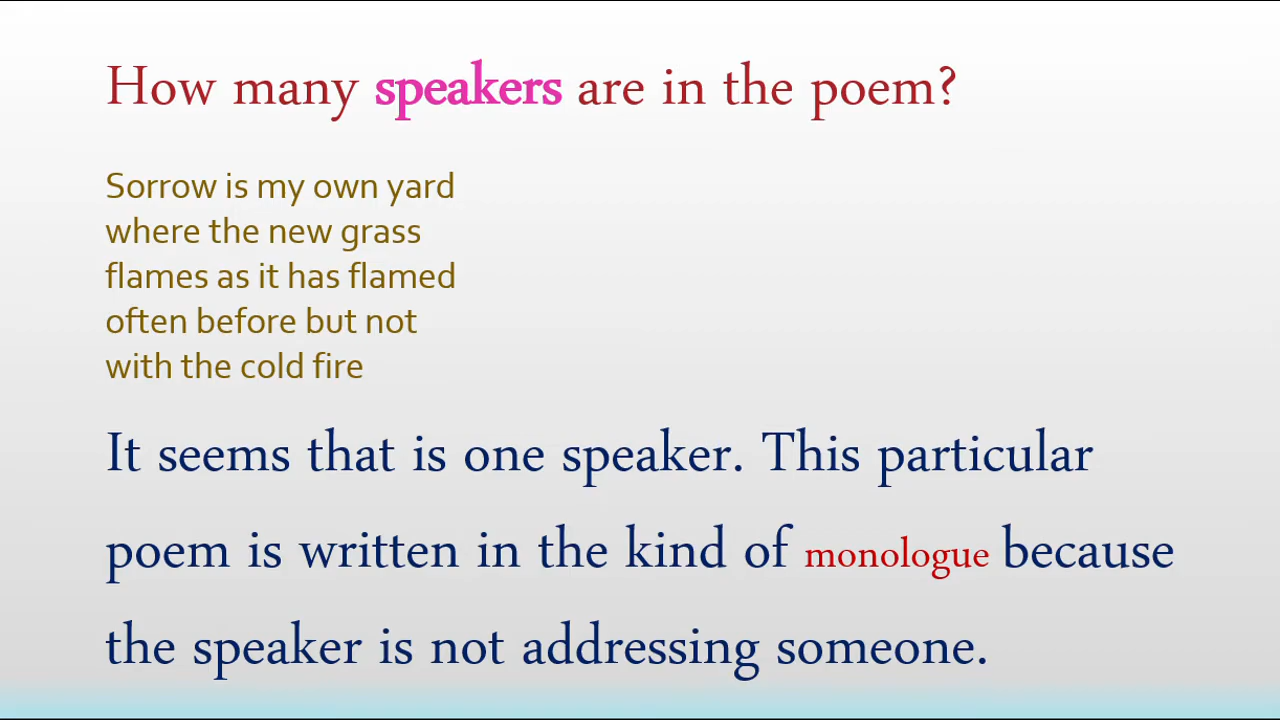 How many speakers are in the poem?
Sorrow is my own yard
where the new grass
flames as it has flamed
often before but not
with the cold fire
It seems that is one speaker. This particular
poem is written in the kind of monologue because
the speaker is not addressing someone.